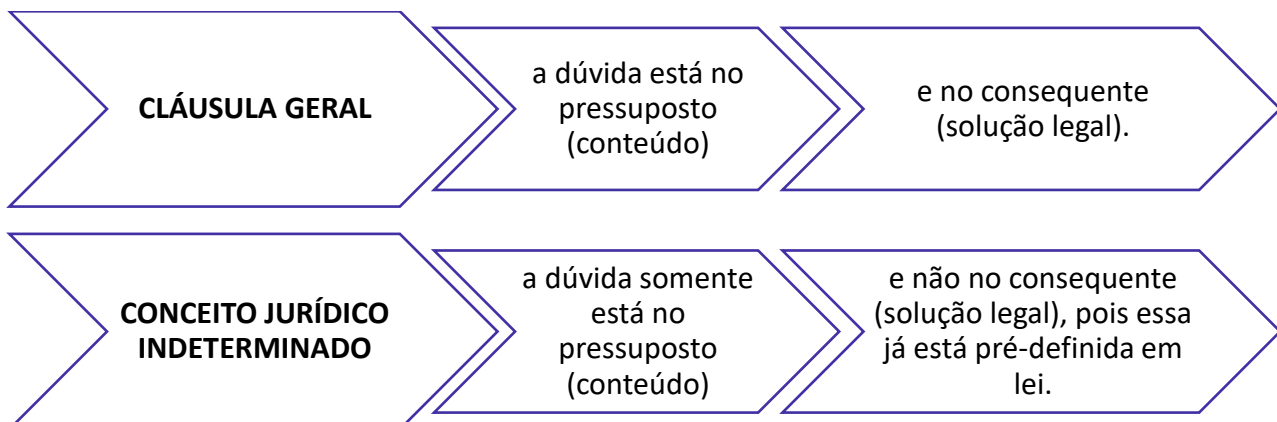 CLÁUSULA GERAL
a dúvida está no
pressuposto
(conteúdo)
e no consequente
(solução legal).
CONCEITO JURÍDICO
INDETERMINADO
a dúvida somente
está no
pressuposto
(conteúdo)
e não no consequente
(solução legal), pois essa
já está pré-definida em
lei.